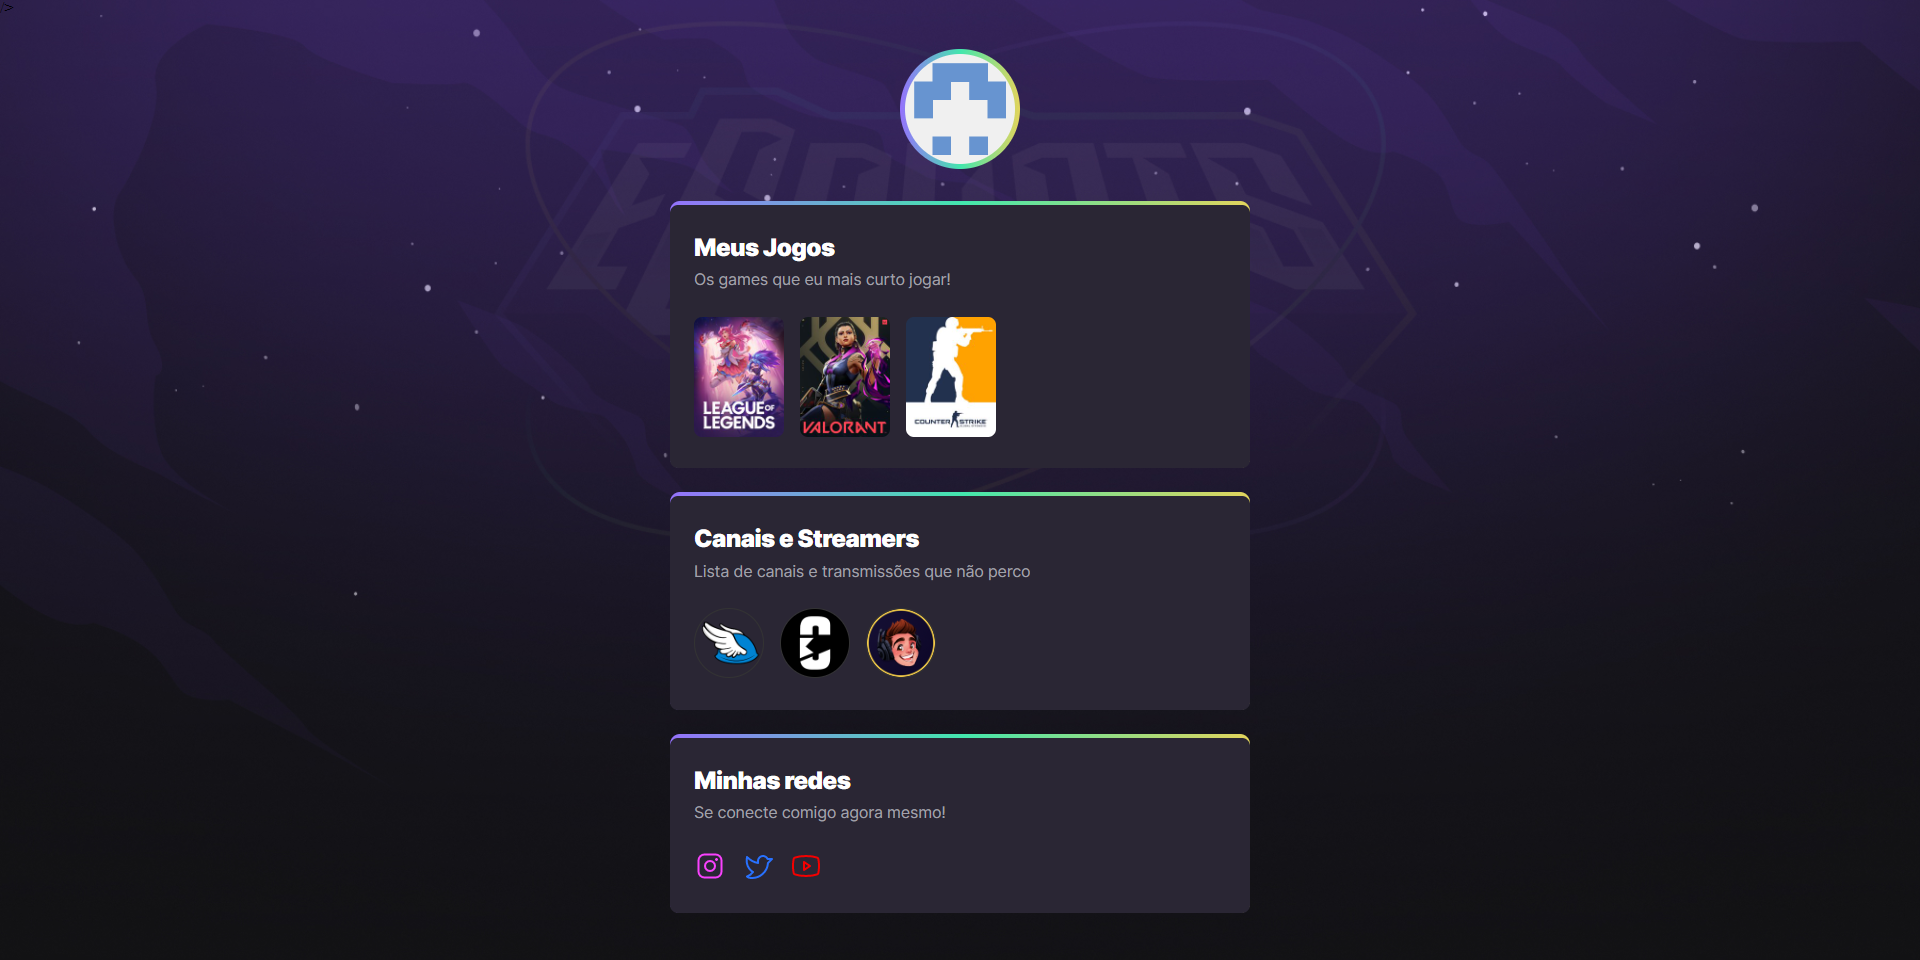 />
ESPORTS
Meus Jogos
Os games que eu mais curto jogar!
LEAGUE OF
LEGENDS
VALORANT
COUNTER STRIKE
Canais e Streamers
Lista de canais e transmissões que não perco
Minhas redes
Se conecte comigo agora mesmo!